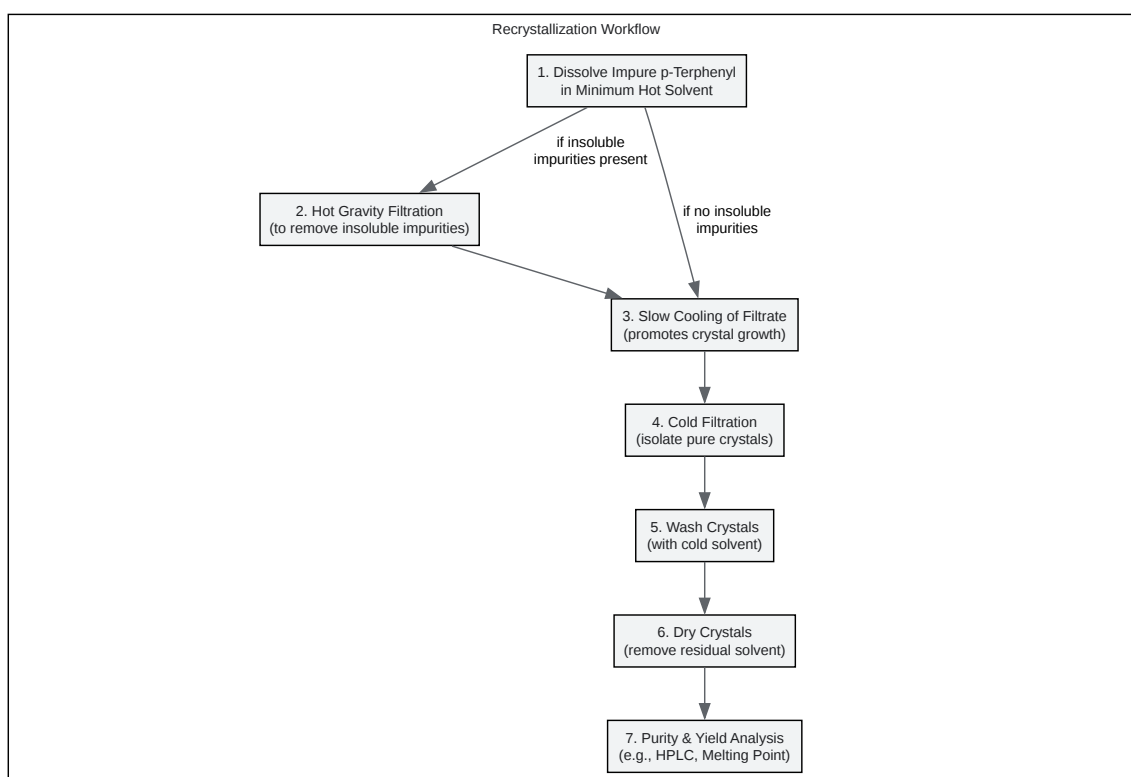 Recrystallization Workflow
1. Dissolve Impure p-Terphenyl
in Minimum Hot Solvent
if insoluble
impurities present
2. Hot Gravity Filtration
(to remove insoluble impurities)
if no insoluble
impurities
3. Slow Cooling of Filtrate
(promotes crystal growth)
4. Cold Filtration
(isolate pure crystals)
5. Wash Crystals
(with cold solvent)
6. Dry Crystals
(remove residual solvent)
7. Purity & Yield Analysis
(e.g., HPLC, Melting Point)